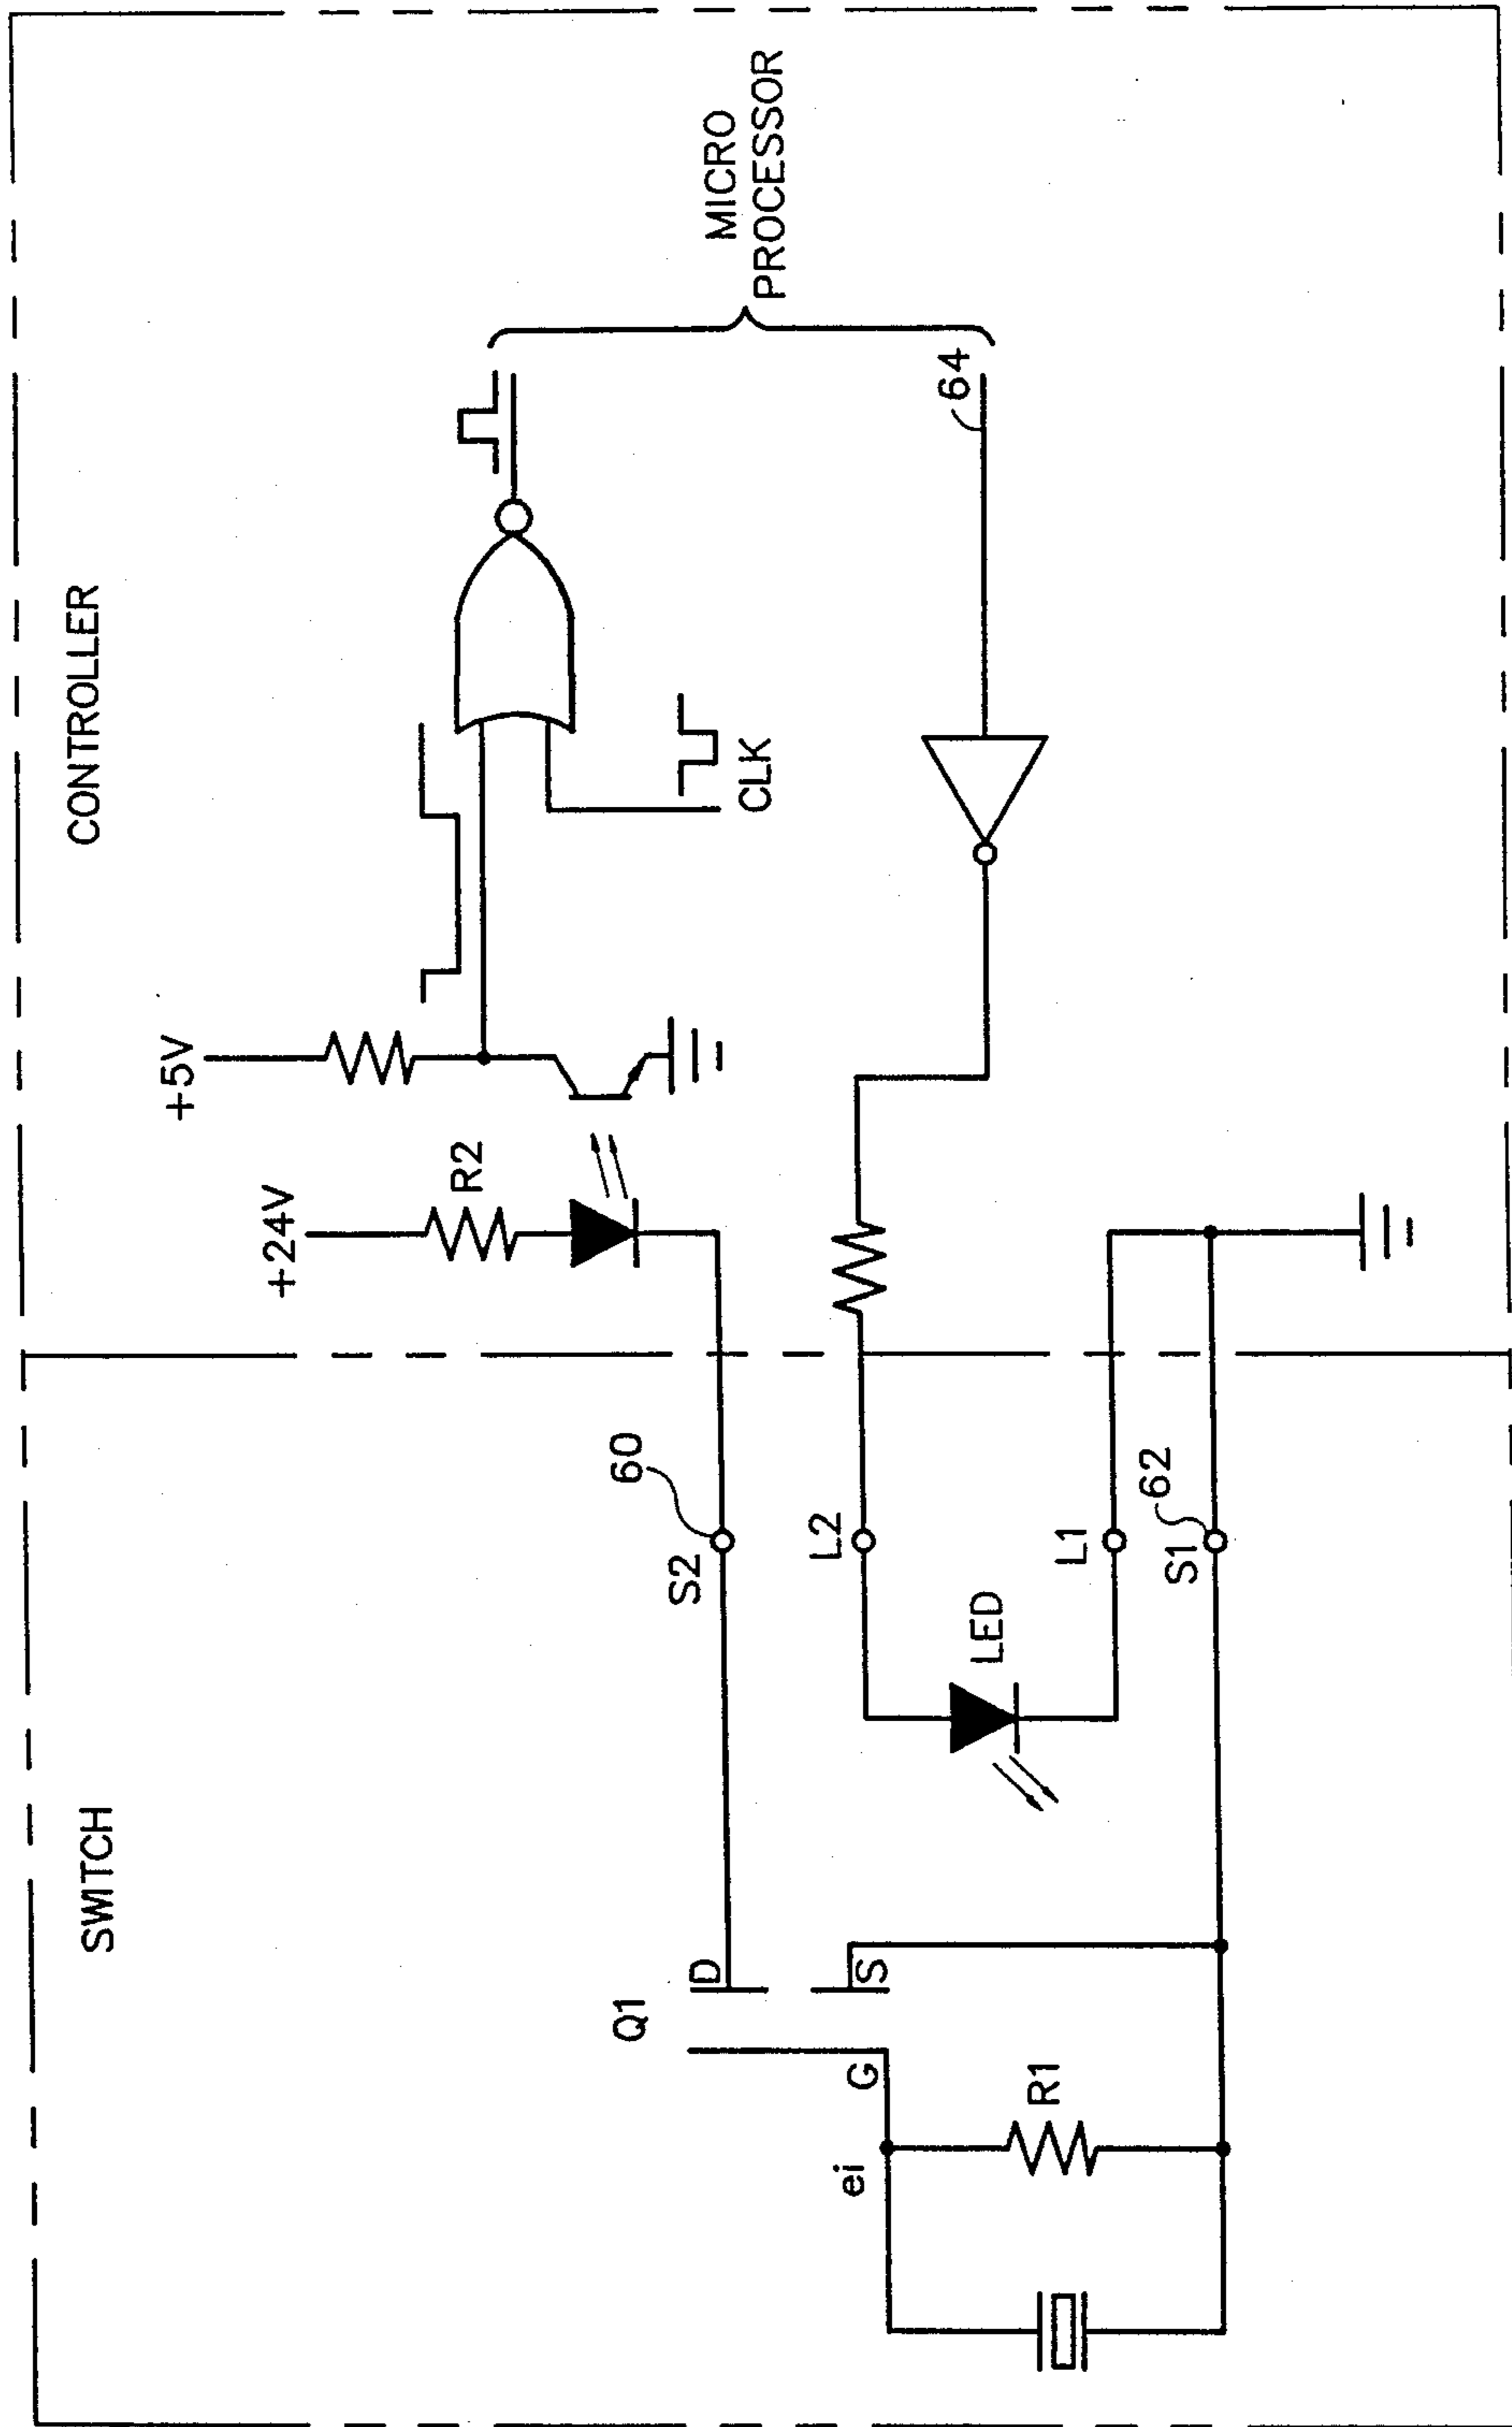 SWITCH
CONTROLLER
+24V
+5V
R2
MICRO
PROCESSOR
CLK
Q1
D
S
G
ei
R1
S2
60
L2
LED
L1
S1
62
64